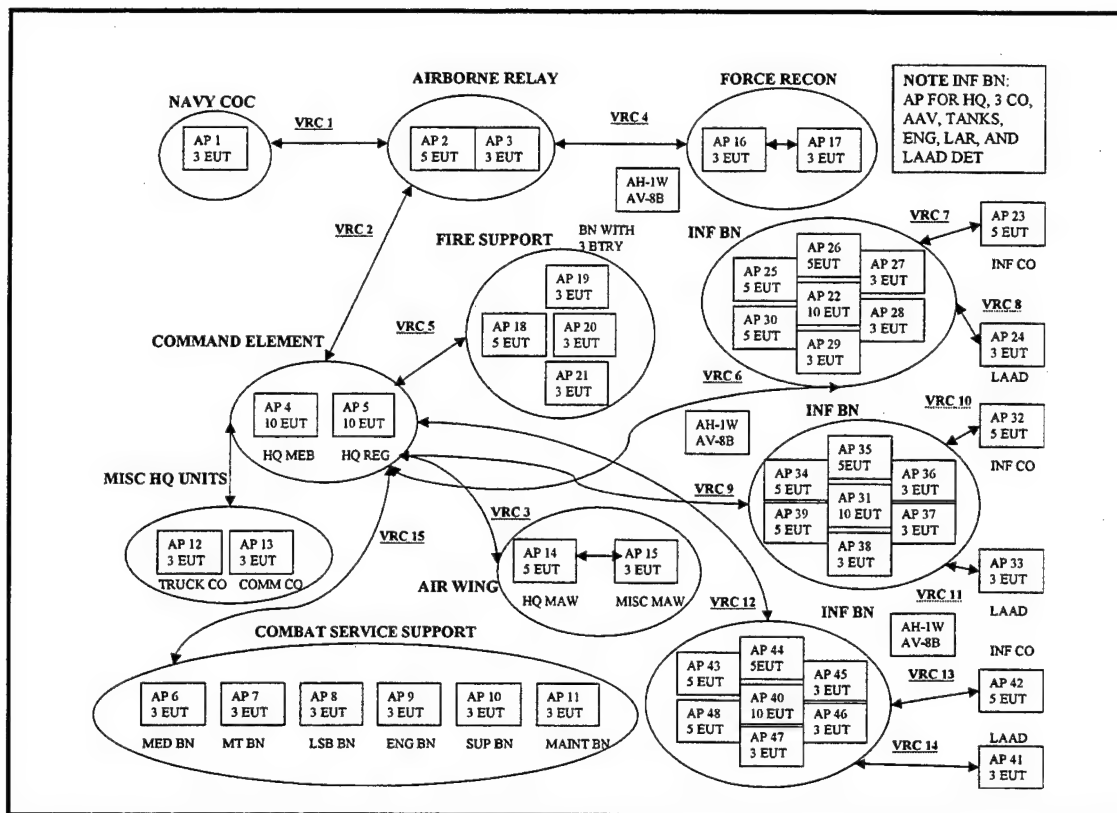 AIRBORNE RELAY
FORCE RECON
NAVY COC
NOTE INF BN:
AP FOR HQ, 3 CO,
AAV, TANKS,
ENG, LAR, AND
LAAD DET
VRC 1
VRC 4
AP 1
3 EUT
AP 2
5 EUT
AP 3
3 EUT
AP 16
3 EUT
AP 17
3 EUT
AH-1W
AV-8B
VRC 2
FIRE SUPPORT
BN WITH
3 BTRY
INF BN
VRC 7
AP 23
5 EUT
INF CO
AP 26
5EUT
AP 25
5 EUT
AP 27
3 EUT
AP 22
10 EUT
AP 30
5 EUT
AP 28
3 EUT
AP 29
3 EUT
VRC 8
AP 24
3 EUT
LAAD
AP 19
3 EUT
AP 18
5 EUT
AP 20
3 EUT
AP 21
3 EUT
VRC 5
COMMAND ELEMENT
AP 4
10 EUT
HQ MEB
AP 5
10 EUT
HQ REG
VRC 6
AH-1W
AV-8B
INF BN
VRC 10
AP 32
5 EUT
INF CO
AP 35
5EUT
AP 34
5 EUT
AP 36
3 EUT
AP 31
10 EUT
AP 39
5 EUT
AP 37
3 EUT
AP 38
3 EUT
VRC 9
MISC HQ UNITS
VRC 15
VRC 3
AP 12
3 EUT
TRUCK CO
AP 13
3 EUT
COMM CO
AP 14
5 EUT
HQ MAW
AP 15
3 EUT
MISC MAW
AIR WING
VRC 11
AP 33
3 EUT
LAAD
VRC 12
INF BN
AH-1W
AV-8B
INF CO
COMBAT SERVICE SUPPORT
AP 6
3 EUT
MED BN
AP 7
3 EUT
MT BN
AP 8
3 EUT
LSB BN
AP 9
3 EUT
ENG BN
AP 10
3 EUT
SUP BN
AP 11
3 EUT
MAINT BN
AP 44
5EUT
AP 43
5 EUT
AP 45
3 EUT
AP 40
10 EUT
AP 48
5 EUT
AP 46
3 EUT
AP 47
3 EUT
VRC 13
AP 42
5 EUT
VRC 14
LAAD
AP 41
3 EUT